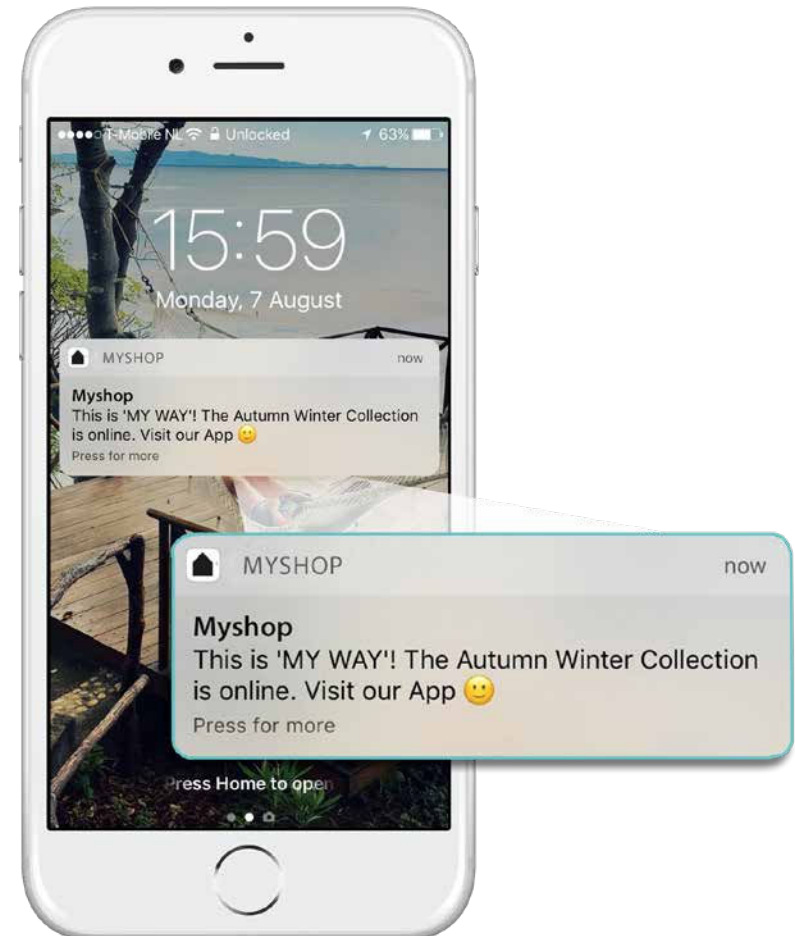 T-Mobile NL Unlocked 63%
15:59
Monday, 7 August
MYSHOP now
Myshop
This is 'MY WAY'! The Autumn Winter Collection
is online. Visit our App 🙂
Press for more
MYSHOP now
Myshop
This is 'MY WAY'! The Autumn Winter Collection
is online. Visit our App 🙂
Press for more
Press Home to open